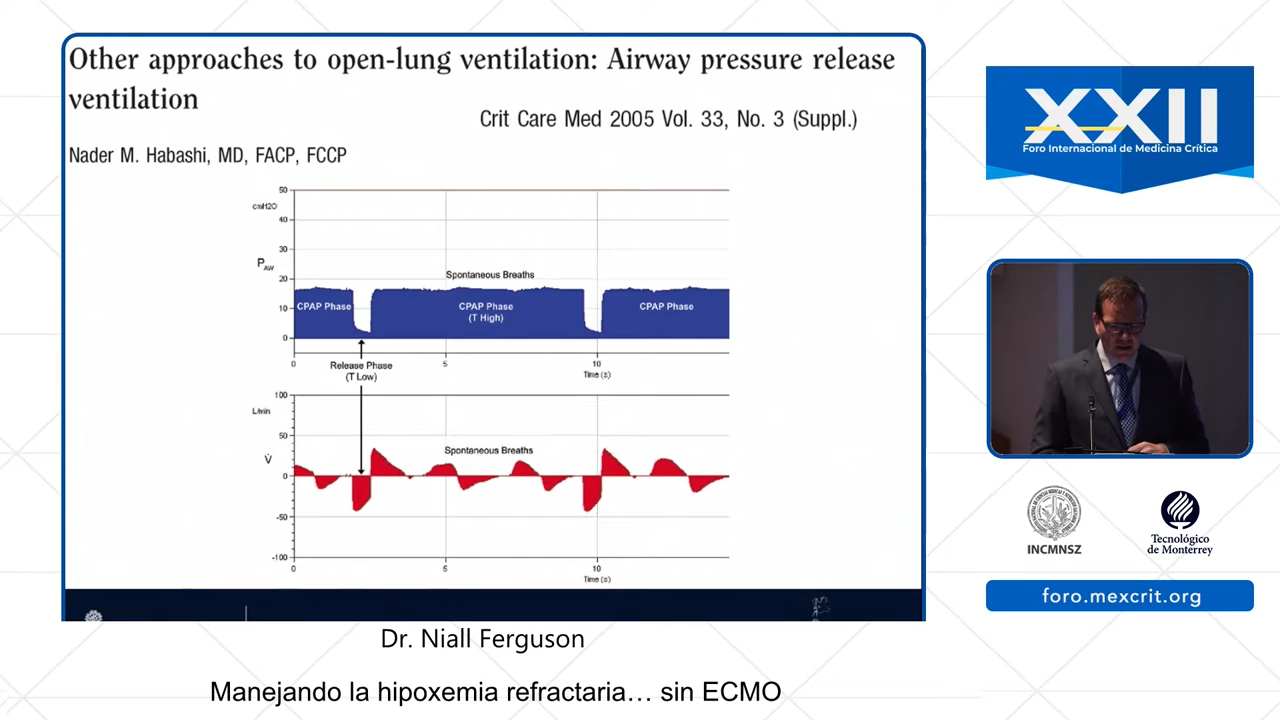 Other approaches to open-lung ventilation: Airway pressure release
ventilation
Crit Care Med 2005 Vol. 33, No. 3 (Suppl.)
Nader M. Habashi, MD, FACP, FCCP
50
cmH2O
40
30
PAW
20
10
0
Spontaneous Breaths
CPAP Phase
CPAP Phase
(T High)
CPAP Phase
0
5
10
Time (s)
Release Phase
(T Low)
100
L/min
50
V̇
0
-50
-100
Spontaneous Breaths
0
5
10
Time (s)
XXII
Foro Internacional de Medicina Crítica
INCMNSZ
Tecnológico
de Monterrey
foro.mexcrit.org
Dr. Niall Ferguson
Manejando la hipoxemia refractaria… sin ECMO